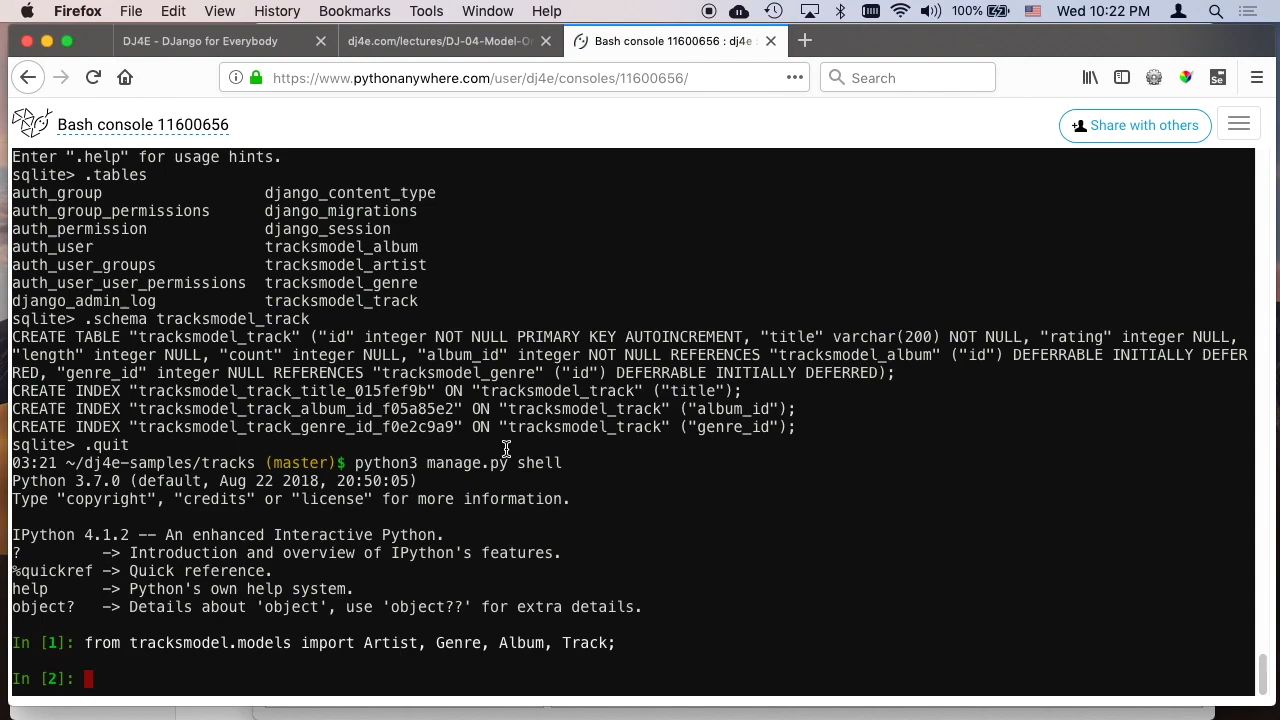 Firefox File Edit View History Bookmarks Tools Window Help 100% Wed 10:22 PM
DJ4E - DJango for Everybody dj4e.com/lectures/DJ-04-Model-O Bash console 11600656 : dj4e :
https://www.pythonanywhere.com/user/dj4e/consoles/11600656/ Search Se
Bash console 11600656 Share with others
Enter ".help" for usage hints.
sqlite> .tables
auth_group django_content_type
auth_group_permissions django_migrations
auth_permission django_session
auth_user tracksmodel_album
auth_user_groups tracksmodel_artist
auth_user_user_permissions tracksmodel_genre
django_admin_log tracksmodel_track
sqlite> .schema tracksmodel_track
CREATE TABLE "tracksmodel_track" ("id" integer NOT NULL PRIMARY KEY AUTOINCREMENT, "title" varchar(200) NOT NULL, "rating" integer NULL,
"length" integer NULL, "count" integer NULL, "album_id" integer NOT NULL REFERENCES "tracksmodel_album" ("id") DEFERRABLE INITIALLY DEFER
RED, "genre_id" integer NULL REFERENCES "tracksmodel_genre" ("id") DEFERRABLE INITIALLY DEFERRED);
CREATE INDEX "tracksmodel_track_title_015fef9b" ON "tracksmodel_track" ("title");
CREATE INDEX "tracksmodel_track_album_id_f05a85e2" ON "tracksmodel_track" ("album_id");
CREATE INDEX "tracksmodel_track_genre_id_f0e2c9a9" ON "tracksmodel_track" ("genre_id");
sqlite> .quit
03:21 ~/dj4e-samples/tracks (master)$ python3 manage.py shell
Python 3.7.0 (default, Aug 22 2018, 20:50:05)
Type "copyright", "credits" or "license" for more information.
IPython 4.1.2 -- An enhanced Interactive Python.
? -> Introduction and overview of IPython's features.
%quickref -> Quick reference.
help -> Python's own help system.
object? -> Details about 'object', use 'object??' for extra details.
In [1]: from tracksmodel.models import Artist, Genre, Album, Track;
In [2]: